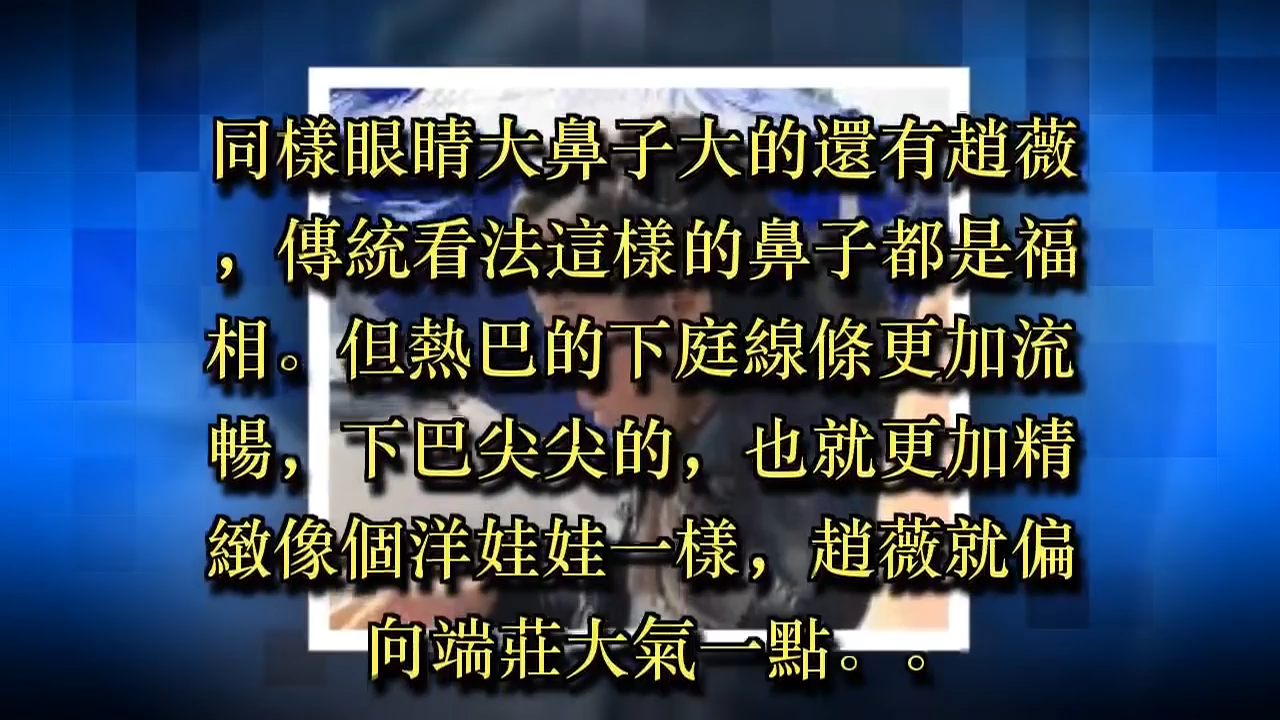 同樣眼睛大鼻子大的還有趙薇
，傳統看法這樣的鼻子都是福
相。但熱巴的下庭線條更加流
暢，下巴尖尖的，也就更加精
緻像個洋娃娃一樣，趙薇就偏
向端莊大氣一點。。